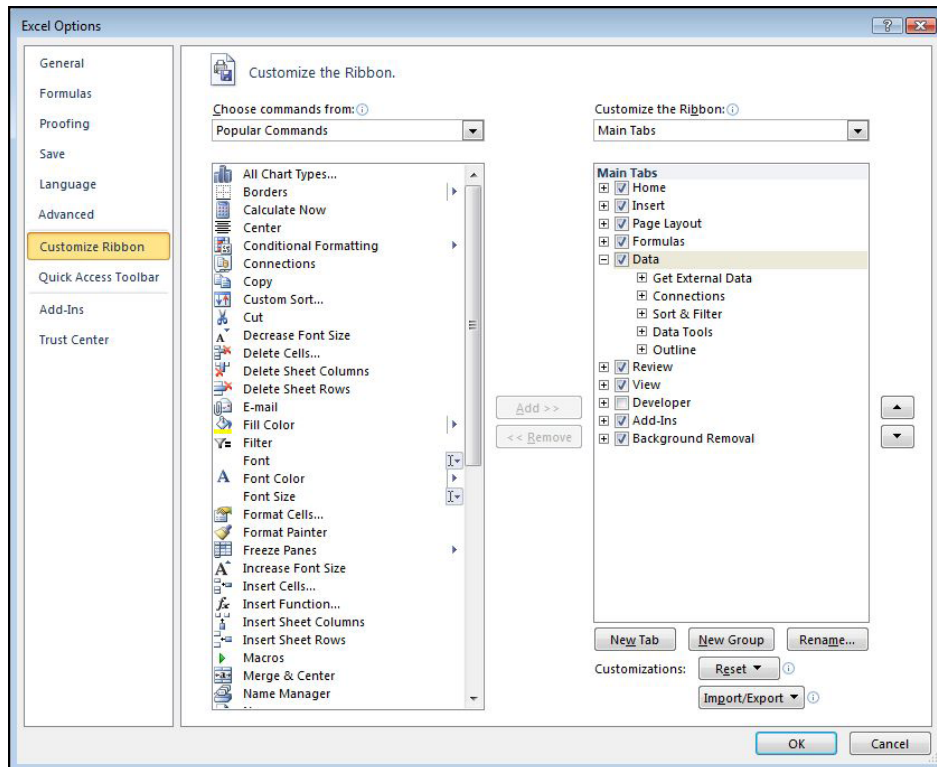 Excel Options
General
Formulas
Proofing
Save
Language
Advanced
Customize Ribbon
Quick Access Toolbar
Add-Ins
Trust Center
Customize the Ribbon.
Choose commands from:
Popular Commands
All Chart Types...
Borders
Calculate Now
Center
Conditional Formatting
Connections
Copy
Custom Sort...
Cut
Decrease Font Size
Delete Cells...
Delete Sheet Columns
Delete Sheet Rows
E-mail
Fill Color
Filter
Font
Font Color
Font Size
Format Cells...
Format Painter
Freeze Panes
Increase Font Size
Insert Cells...
Insert Function...
Insert Sheet Columns
Insert Sheet Rows
Macros
Merge & Center
Name Manager
Add >>
<< Remove
Customize the Ribbon:
Main Tabs
Main Tabs
Home
Insert
Page Layout
Formulas
Data
Get External Data
Connections
Sort & Filter
Data Tools
Outline
Review
View
Developer
Add-Ins
Background Removal
New Tab New Group Rename...
Customizations: Reset
Import/Export
OK Cancel